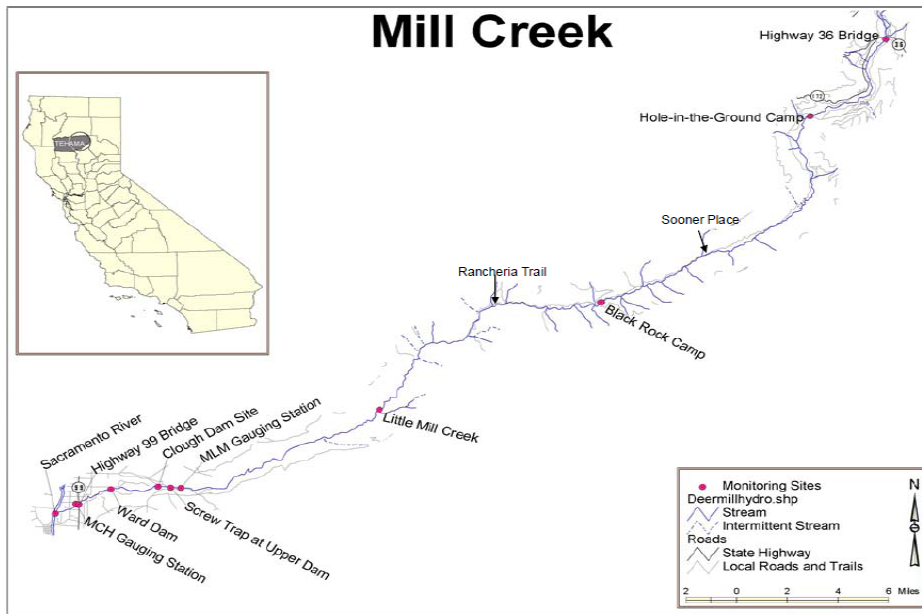 Mill Creek
Highway 36 Bridge
36
172
Hole-in-the-Ground Camp
TEHAMA
Sooner Place
Rancheria Trail
Black Rock Camp
Little Mill Creek
Sacramento River
Highway 99 Bridge
Clough Dam Site
MLM Gauging Station
99
Screw Trap at Upper Dam
Ward Dam
MCH Gauging Station
Monitoring Sites
Deermillhydro.shp
Stream
Intermittent Stream
Roads
State Highway
Local Roads and Trails
N
2 0 2 4 6 Miles